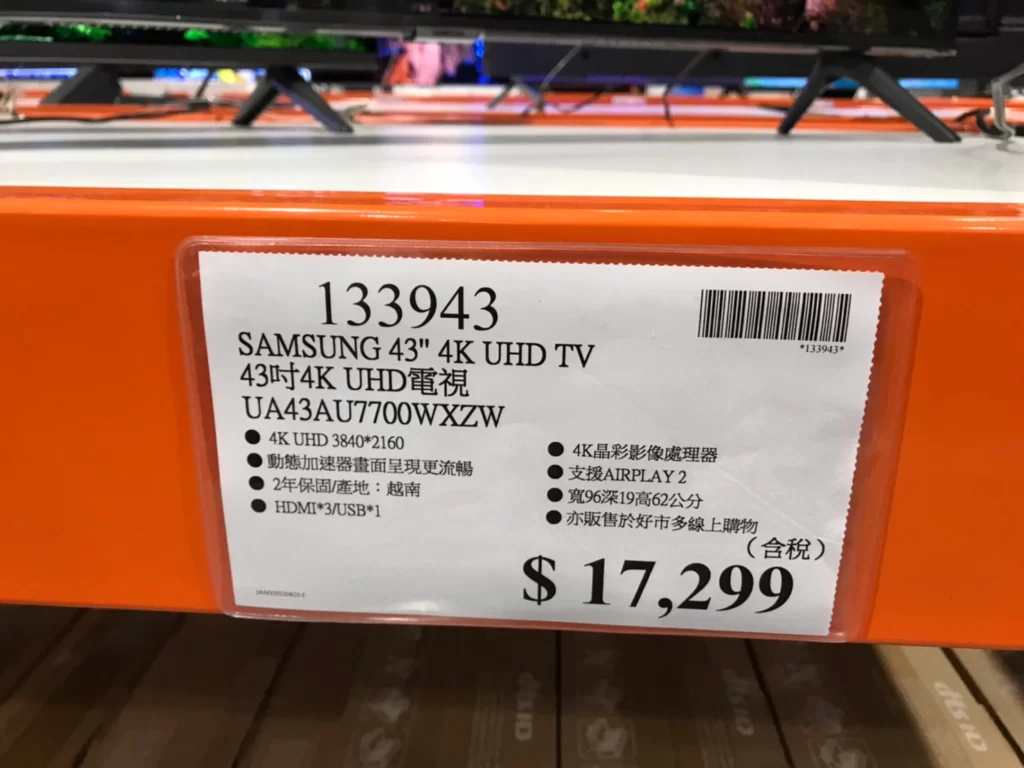 133943
*133943*
SAMSUNG 43" 4K UHD TV
43吋4K UHD電視
UA43AU7700WXZW
● 4K UHD 3840*2160
● 動態加速器畫面呈現更流暢
● 2年保固/產地：越南
● HDMI*3/USB*1
● 4K晶彩影像處理器
● 支援AIRPLAY 2
● 寬96深19高62公分
● 亦販售於好市多線上購物
（含稅）
$ 17,299